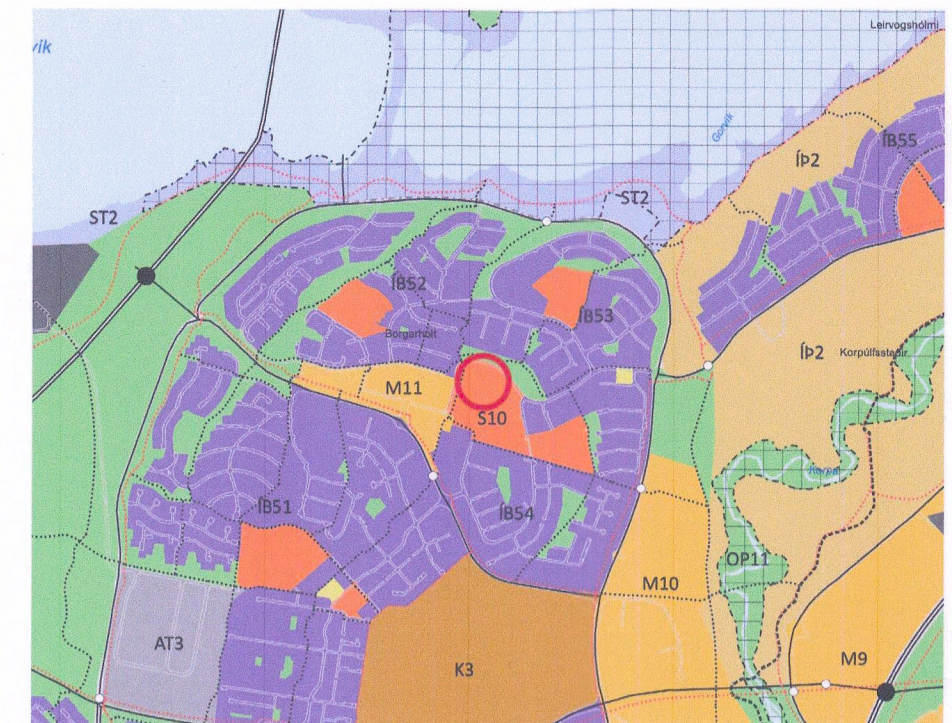 Leirvogshólmi
Gorvík
ÍB55
ÍÞ2
ST2
ST2
ÍB52
ÍB53
Borgarholt
ÍÞ2
Korpúlfsstaðir
M11
S10
ÍB51
ÍB54
OP11
M10
AT3
K3
M9